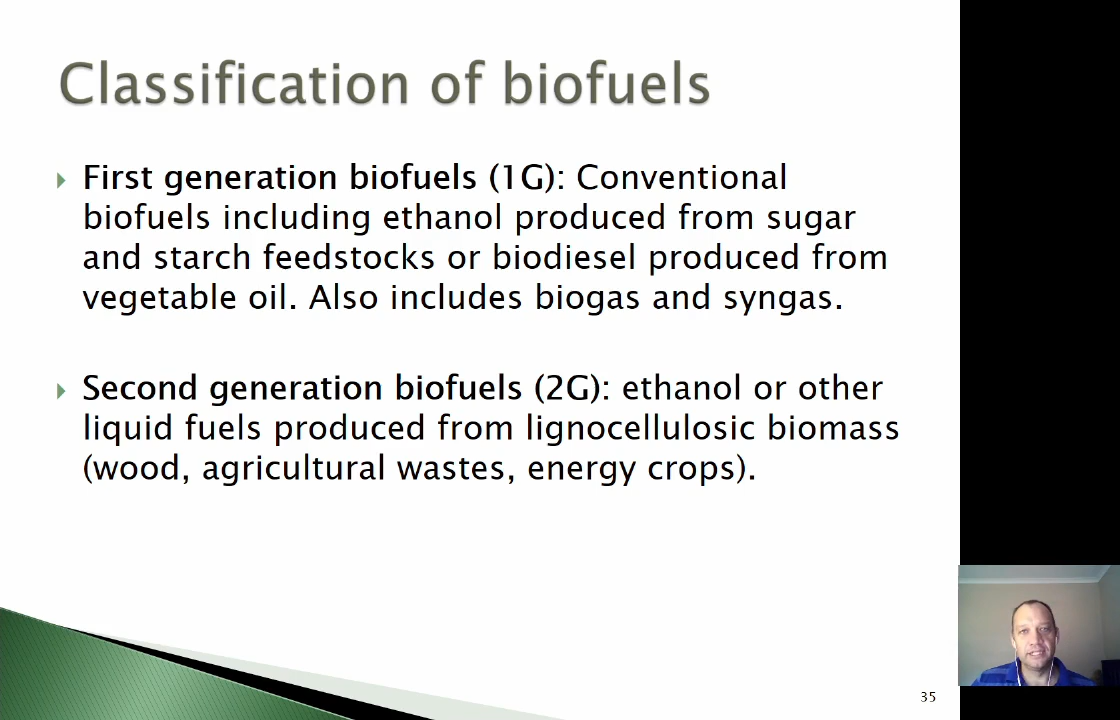 Classification of biofuels
First generation biofuels (1G): Conventional
biofuels including ethanol produced from sugar
and starch feedstocks or biodiesel produced from
vegetable oil. Also includes biogas and syngas.
Second generation biofuels (2G): ethanol or other
liquid fuels produced from lignocellulosic biomass
(wood, agricultural wastes, energy crops).
35